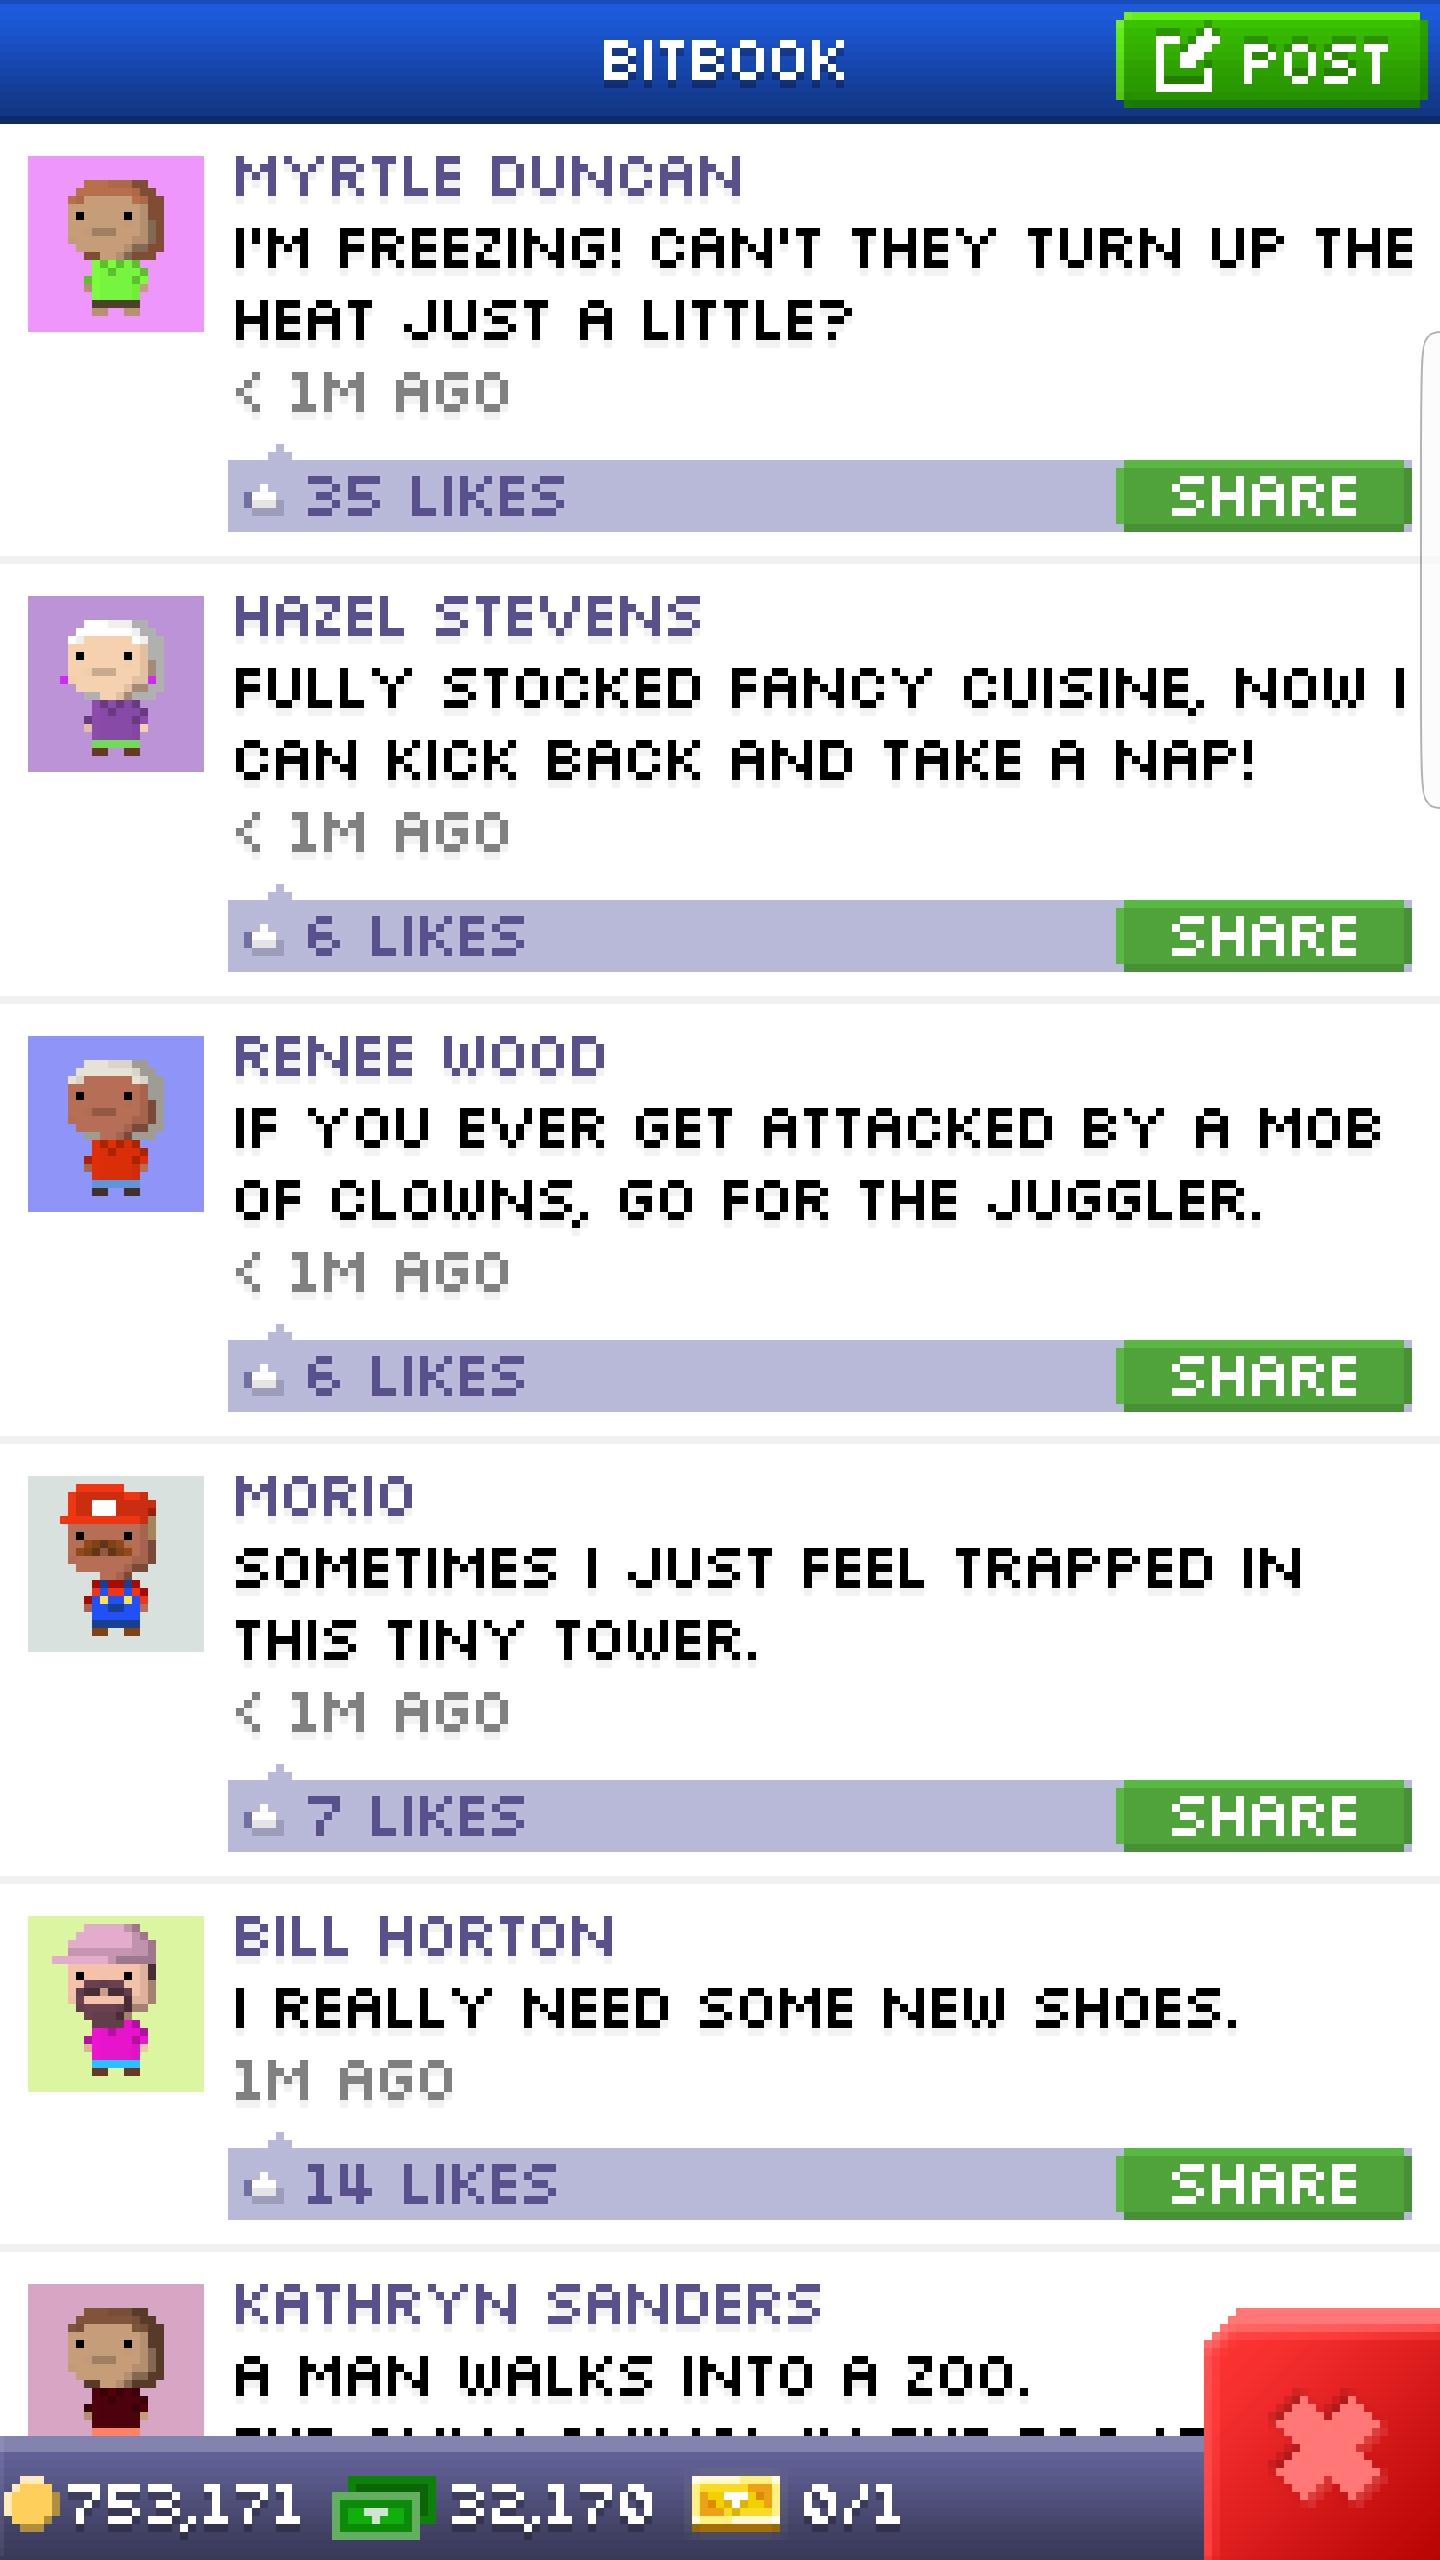 BITBOOK
POST
MYRTLE DUNCAN
I'M FREEZING! CAN'T THEY TURN UP THE
HEAT JUST A LITTLE?
< 1M AGO
35 LIKES
SHARE
HAZEL STEVENS
FULLY STOCKED FANCY CUISINE, NOW I
CAN KICK BACK AND TAKE A NAP!
< 1M AGO
6 LIKES
SHARE
RENEE WOOD
IF YOU EVER GET ATTACKED BY A MOB
OF CLOWNS, GO FOR THE JUGGLER.
< 1M AGO
6 LIKES
SHARE
MORIO
SOMETIMES I JUST FEEL TRAPPED IN
THIS TINY TOWER.
< 1M AGO
7 LIKES
SHARE
BILL HORTON
I REALLY NEED SOME NEW SHOES.
1M AGO
14 LIKES
SHARE
KATHRYN SANDERS
A MAN WALKS INTO A ZOO.
753,171
32,170
0/1